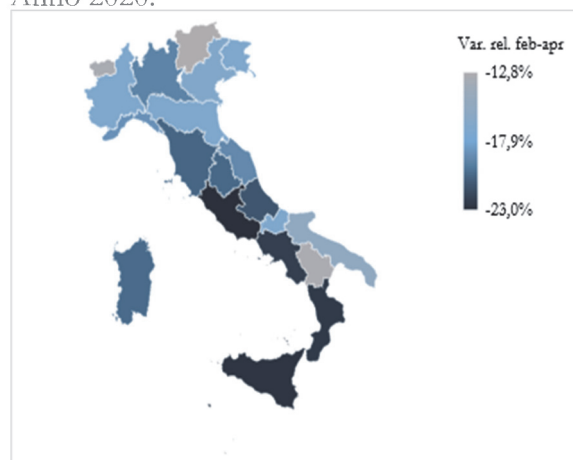 Anno 2020.
Var. rel. feb-apr
-12,8%
-17,9%
-23,0%